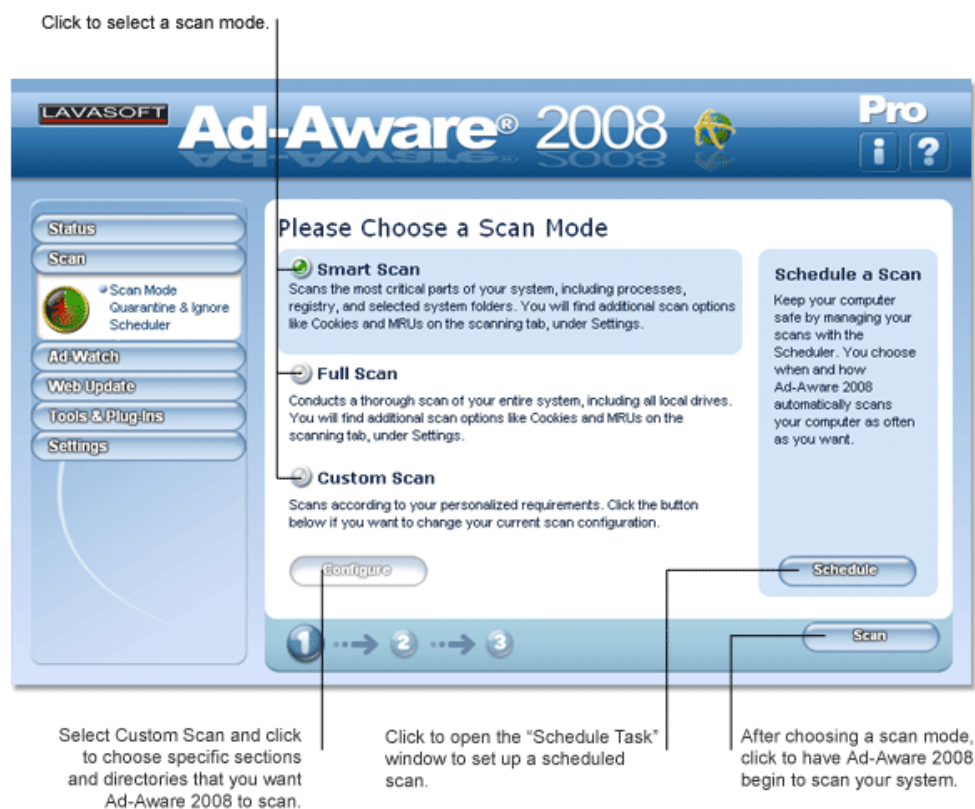 Click to select a scan mode.
LAVASOFT
Ad-Aware® 2008
Pro
i ?
Status
Scan
Scan Mode
Quarantine & Ignore
Scheduler
Ad-Watch
Web Update
Tools & Plug-Ins
Settings
Please Choose a Scan Mode
Smart Scan
Scans the most critical parts of your system, including processes,
registry, and selected system folders. You will find additional scan options
like Cookies and MRUs on the scanning tab, under Settings.
Full Scan
Conducts a thorough scan of your entire system, including all local drives.
You will find additional scan options like Cookies and MRUs on the
scanning tab, under Settings.
Custom Scan
Scans according to your personalized requirements. Click the button
below if you want to change your current scan configuration.
Configure
Schedule a Scan
Keep your computer
safe by managing your
scans with the
Scheduler. You choose
when and how
Ad-Aware 2008
automatically scans
your computer as often
as you want.
Schedule
1 2 3
Scan
Select Custom Scan and click
to choose specific sections
and directories that you want
Ad-Aware 2008 to scan.
Click to open the “Schedule Task”
window to set up a scheduled
scan.
After choosing a scan mode,
click to have Ad-Aware 2008
begin to scan your system.